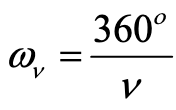 ω_ν = 360° / ν